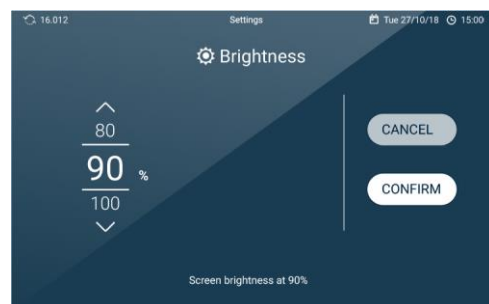 16.012
Settings
Tue 27/10/18 15:00
Brightness
80
90 %
100
CANCEL
CONFIRM
Screen brightness at 90%